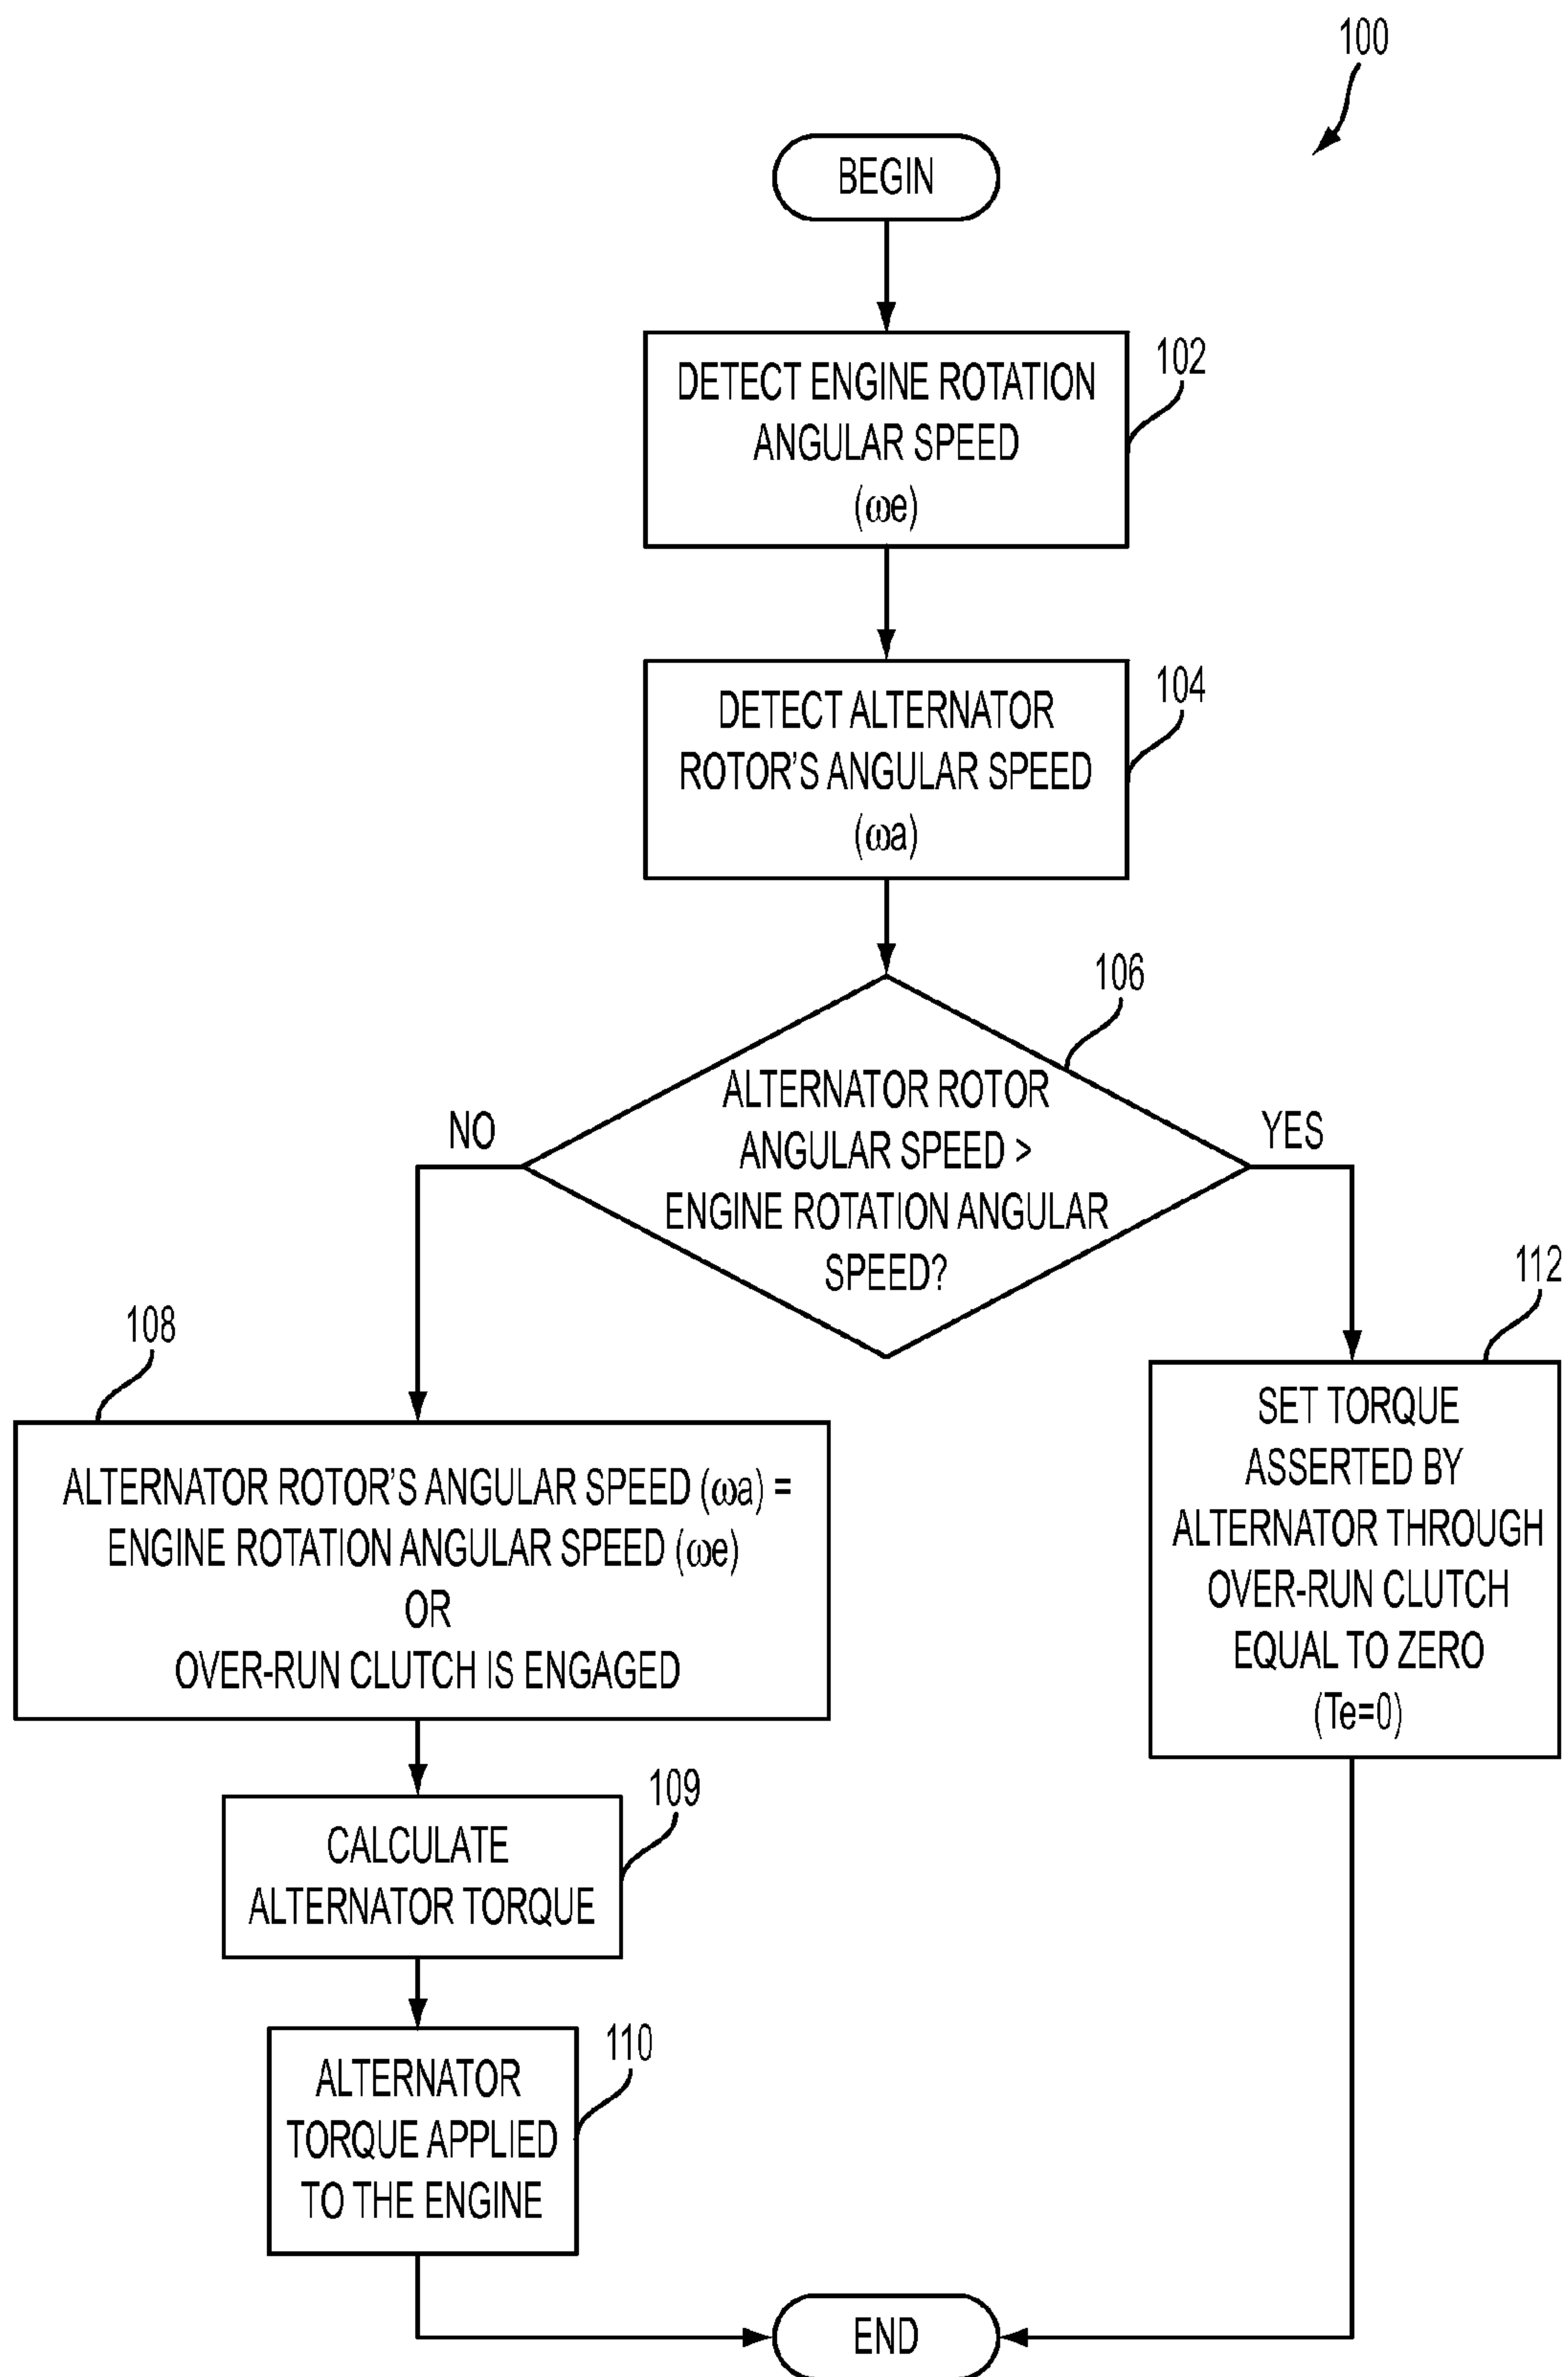 100
BEGIN
DETECT ENGINE ROTATION
ANGULAR SPEED
(ωe)
102
DETECT ALTERNATOR
ROTOR'S ANGULAR SPEED
(ωa)
104
106
ALTERNATOR ROTOR
ANGULAR SPEED >
ENGINE ROTATION ANGULAR
SPEED?
NO
YES
108
ALTERNATOR ROTOR'S ANGULAR SPEED (ωa) =
ENGINE ROTATION ANGULAR SPEED (ωe)
OR
OVER-RUN CLUTCH IS ENGAGED
112
SET TORQUE
ASSERTED BY
ALTERNATOR THROUGH
OVER-RUN CLUTCH
EQUAL TO ZERO
(Te=0)
109
CALCULATE
ALTERNATOR TORQUE
110
ALTERNATOR
TORQUE APPLIED
TO THE ENGINE
END